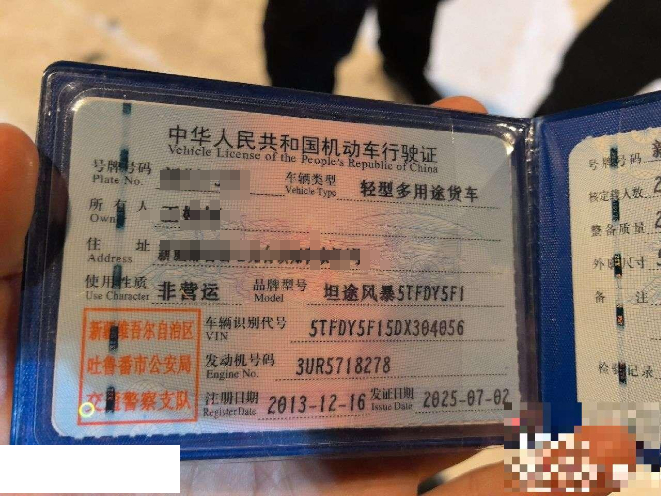 中华人民共和国机动车行驶证
Vehicle License of the People's Republic of China
号牌号码
Plate No.
车辆类型 轻型多用途货车
Vehicle Type
所有人
Own
住址
Address
使用性质 非营运
Use Character
品牌型号 坦途风暴5TFDY5F1
Model
新疆维吾尔自治区
吐鲁番市公安局
交通警察支队
车辆识别代号 5TFDY5F15DX304056
VIN
发动机号码 3UR5718278
Engine No.
注册日期 2013-12-16
Register Date
发证日期 2025-07-02
Issue Date
号牌号码
核定载人数
整备质量
外廓尺寸
备注
检验记录